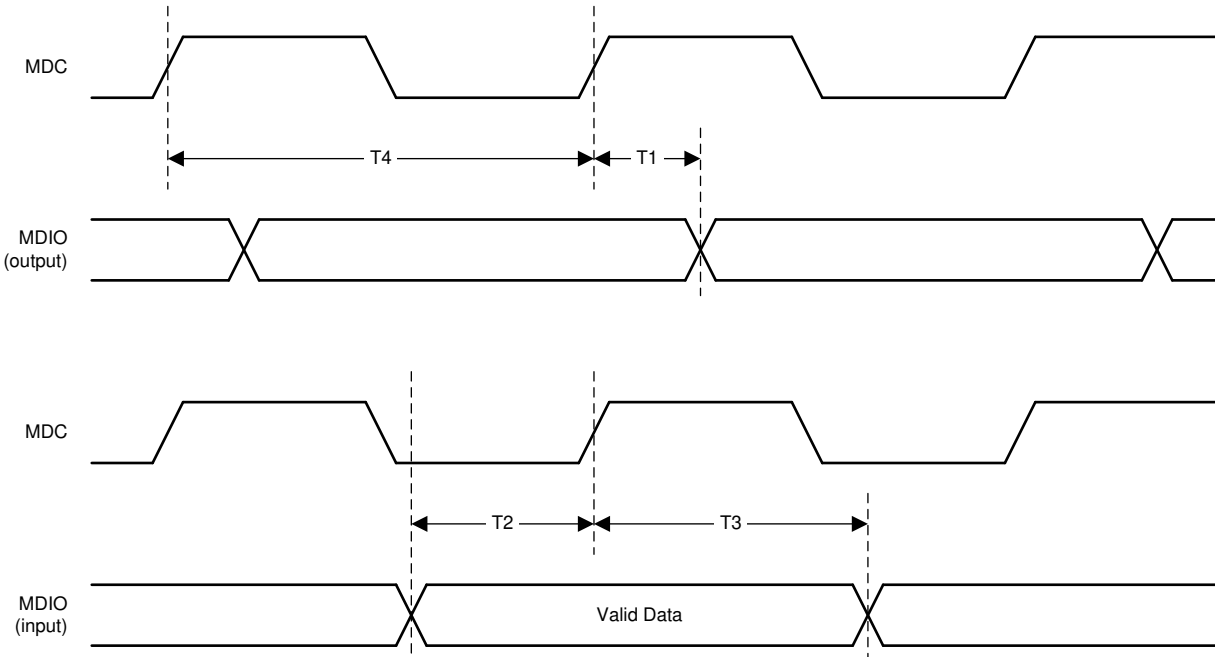 MDC
T4
T1
MDIO
(output)
MDC
T2
T3
MDIO
(input)
Valid Data